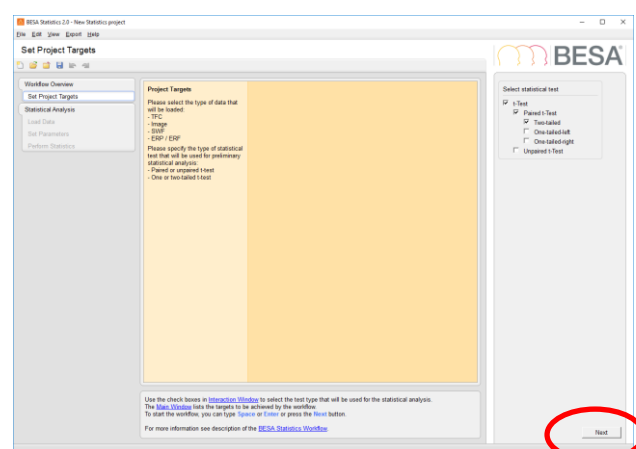 BESA Statistics 2.0 - New Statistics project
File Edit View Export Help
Set Project Targets
BESA
Workflow Overview
Set Project Targets
Statistical Analysis
Load Data
Set Parameters
Perform Statistics
Project Targets
Please select the type of data that
will be loaded:
- TFC
- Image
- SWF
- ERP / ERF
Please specify the type of statistical
test that will be used for preliminary
statistical analysis:
- Paired or unpaired t-test
- One or two-tailed t-test
Select statistical test
t-Test
Paired t-Test
Two-tailed
One-tailed-left
One-tailed-right
Unpaired t-Test
Use the check boxes in Interaction Window to select the test type that will be used for the statistical analysis.
The Main Window lists the targets to be achieved by the workflow.
To start the workflow, you can type Space or Enter or press the Next button.
For more information see description of the BESA Statistics Workflow.
Next